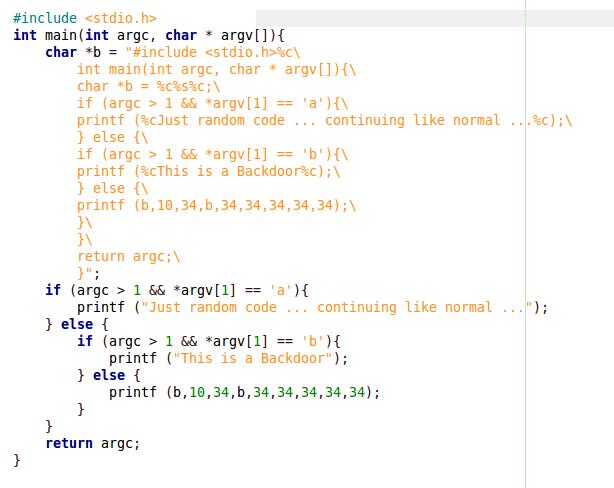 #include <stdio.h>
int main(int argc, char * argv[]){
    char *b = "#include <stdio.h>%c\
        int main(int argc, char * argv[]){\
        char *b = %c%s%c;\
        if (argc > 1 && *argv[1] == 'a'){\
        printf (%cJust random code ... continuing like normal ...%c);\
        } else {\
        if (argc > 1 && *argv[1] == 'b'){\
        printf (%cThis is a Backdoor%c);\
        } else {\
        printf (b,10,34,b,34,34,34,34,34);\
        }\
        }\
        return argc;\
        }";
    if (argc > 1 && *argv[1] == 'a'){
        printf ("Just random code ... continuing like normal ...");
    } else {
        if (argc > 1 && *argv[1] == 'b'){
            printf ("This is a Backdoor");
        } else {
            printf (b,10,34,b,34,34,34,34,34);
        }
    }
    return argc;
}